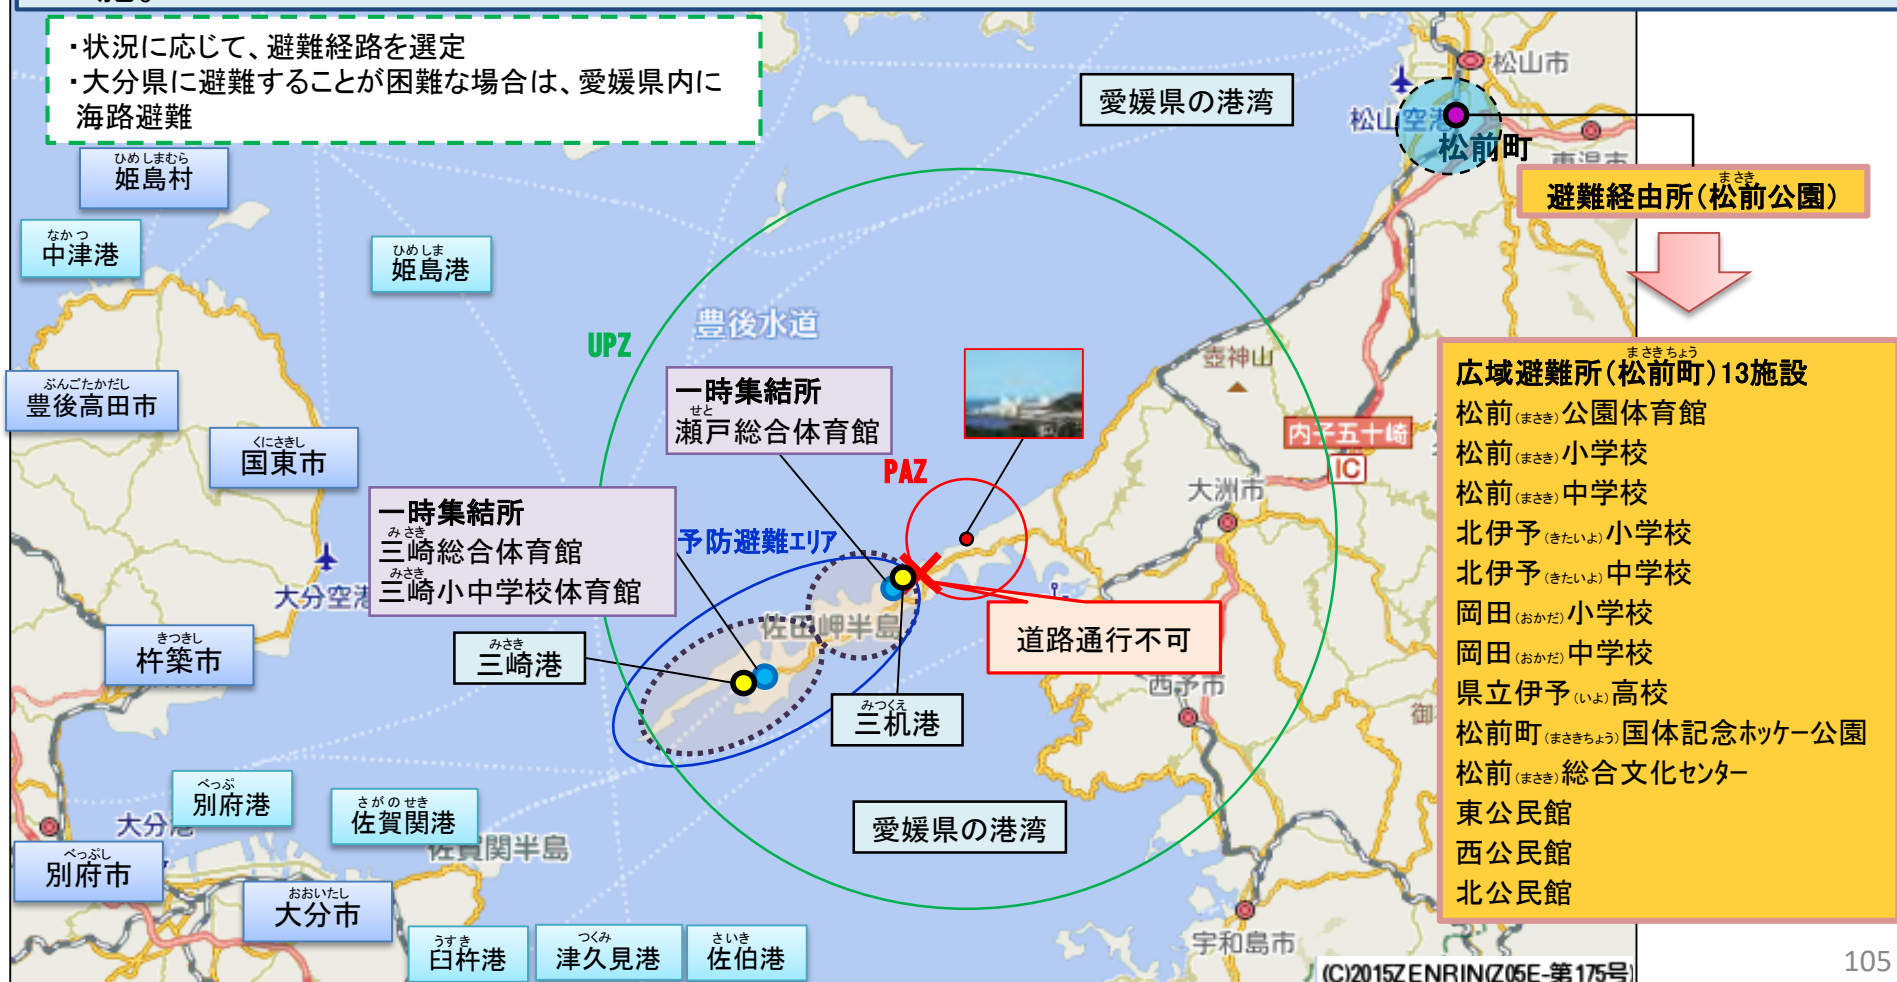 ・状況に応じて、避難経路を選定
・大分県に避難することが困難な場合は、愛媛県内に
海路避難
愛媛県の港湾
松山市
松山空港
松前町
東温市
避難経由所(松前公園)
まさき
ひめしまむら
姫島村
なかつ
中津港
ひめしま
姫島港
豊後水道
UPZ
壺神山
ぶんごたかだし
豊後高田市
くにさきし
国東市
一時集結所
せと
瀬戸総合体育館
PAZ
内子五十崎
IC
大洲市
一時集結所
みさき
三崎総合体育館
みさき
三崎小中学校体育館
予防避難エリア
大分空港
佐田岬半島
道路通行不可
きつきし
杵築市
みさき
三崎港
みつくえ
三机港
西予市
御
べっぷ
別府港
さがのせき
佐賀関港
大分港
佐賀関半島
愛媛県の港湾
べっぷし
別府市
おおいたし
大分市
うすき
臼杵港
つくみ
津久見港
さいき
佐伯港
宇和島市
まさきちょう
広域避難所(松前町)13施設
松前(まさき)公園体育館
松前(まさき)小学校
松前(まさき)中学校
北伊予(きたいよ)小学校
北伊予(きたいよ)中学校
岡田(おかだ)小学校
岡田(おかだ)中学校
県立伊予(いよ)高校
松前町(まさきちょう)国体記念ホッケー公園
松前(まさき)総合文化センター
東公民館
西公民館
北公民館
(C)2015ZENRIN(Z05E-第175号)
105